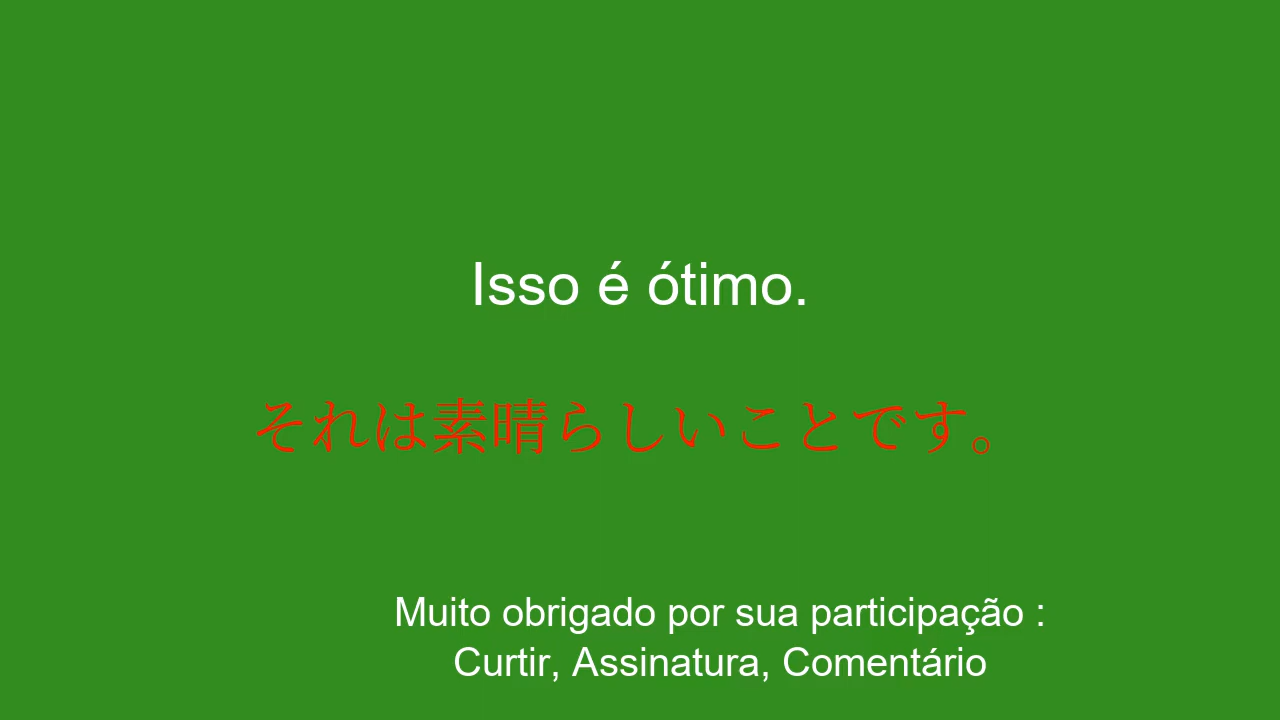 Isso é ótimo.
それは素晴らしいことです。
Muito obrigado por sua participação :
Curtir, Assinatura, Comentário